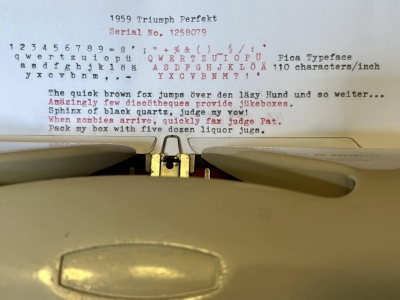 1959 Triumph Perfekt
Serial No. 1258079
1 2 3 4 5 6 7 8 9 = ß ´ ; " + % & ( ) _ § / : `
q w e r t z u i o p ü Q W E R T Z U I O P Ü Pica Typeface
a s d f g h j k l ö ä A S D F G H J K L Ö Ä 110 characters/inch
y x c v b n m , . - Y X C V B N M ? ! '
The quick brown fox jumps över den läzy Hund und so weiter...
Amäzingly few discötheques provide jükeboxes.
Sphinx of black quartz, judge my vow!
When zombies arrive, quickly fax judge Pat.
Pack my box with five dozen liquor jugs.